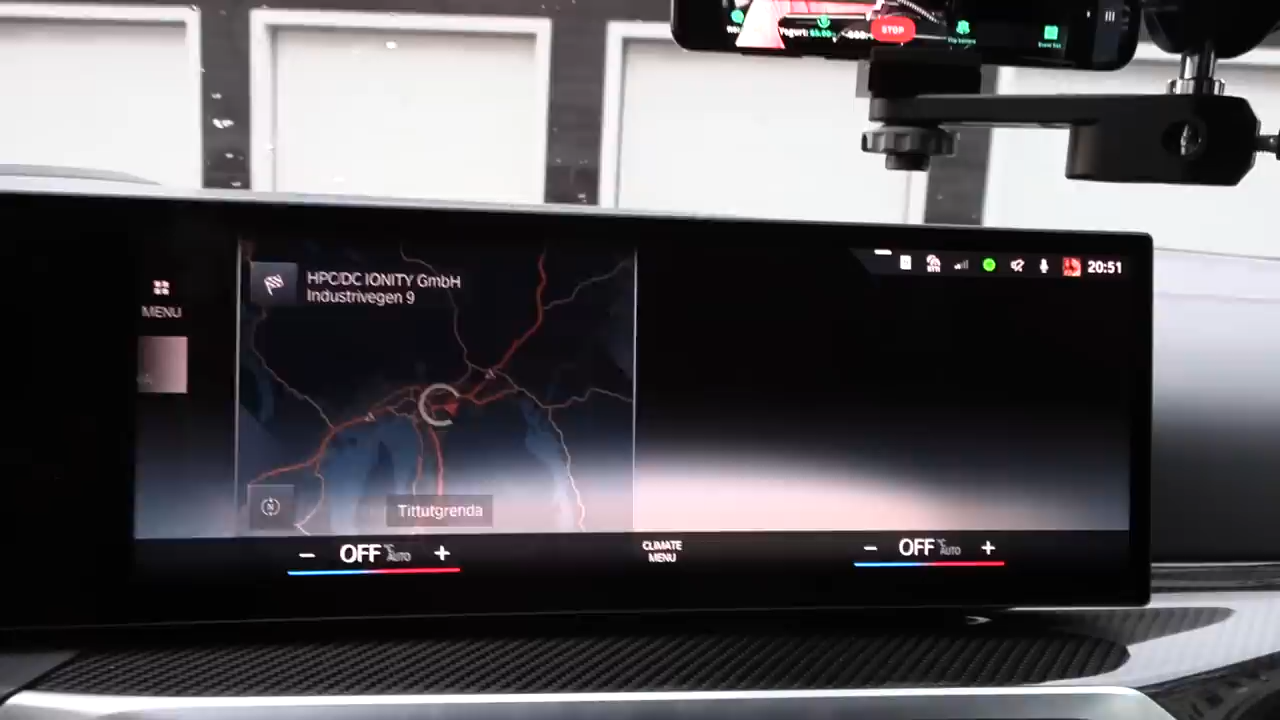 STOP
MENU
HPC/DC IONITY GmbH
Industrivegen 9
20:51
N
Tittutgrenda
− OFF °C AUTO +
CLIMATE
MENU
− OFF °C AUTO +